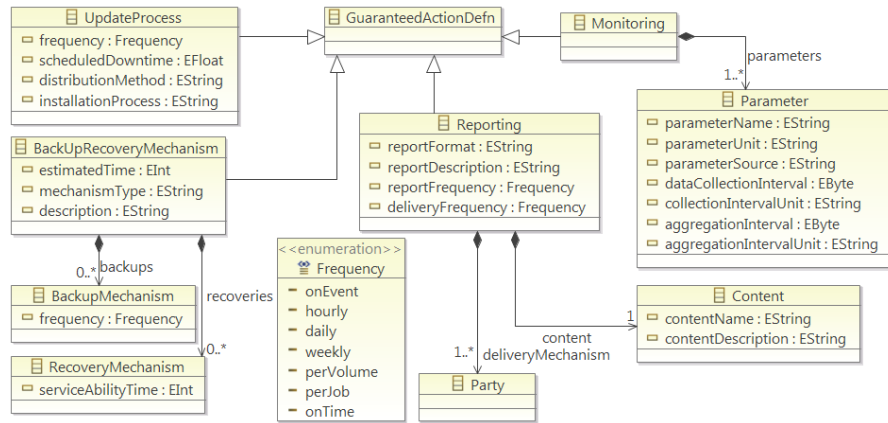 UpdateProcess
frequency : Frequency
scheduledDowntime : EFloat
distributionMethod : EString
installationProcess : EString
GuaranteedActionDefn
Monitoring
parameters
1..*
Parameter
parameterName : EString
parameterUnit : EString
parameterSource : EString
dataCollectionInterval : EByte
collectionIntervalUnit : EString
aggregationInterval : EByte
aggregationIntervalUnit : EString
BackUpRecoveryMechanism
estimatedTime : EInt
mechanismType : EString
description : EString
Reporting
reportFormat : EString
reportDescription : EString
reportFrequency : Frequency
deliveryFrequency : Frequency
0..*
backups
BackupMechanism
frequency : Frequency
recoveries
0..*
RecoveryMechanism
serviceAbilityTime : EInt
<<enumeration>>
Frequency
onEvent
hourly
daily
weekly
perVolume
perJob
onTime
1
content
Content
contentName : EString
contentDescription : EString
1..*
deliveryMechanism
Party